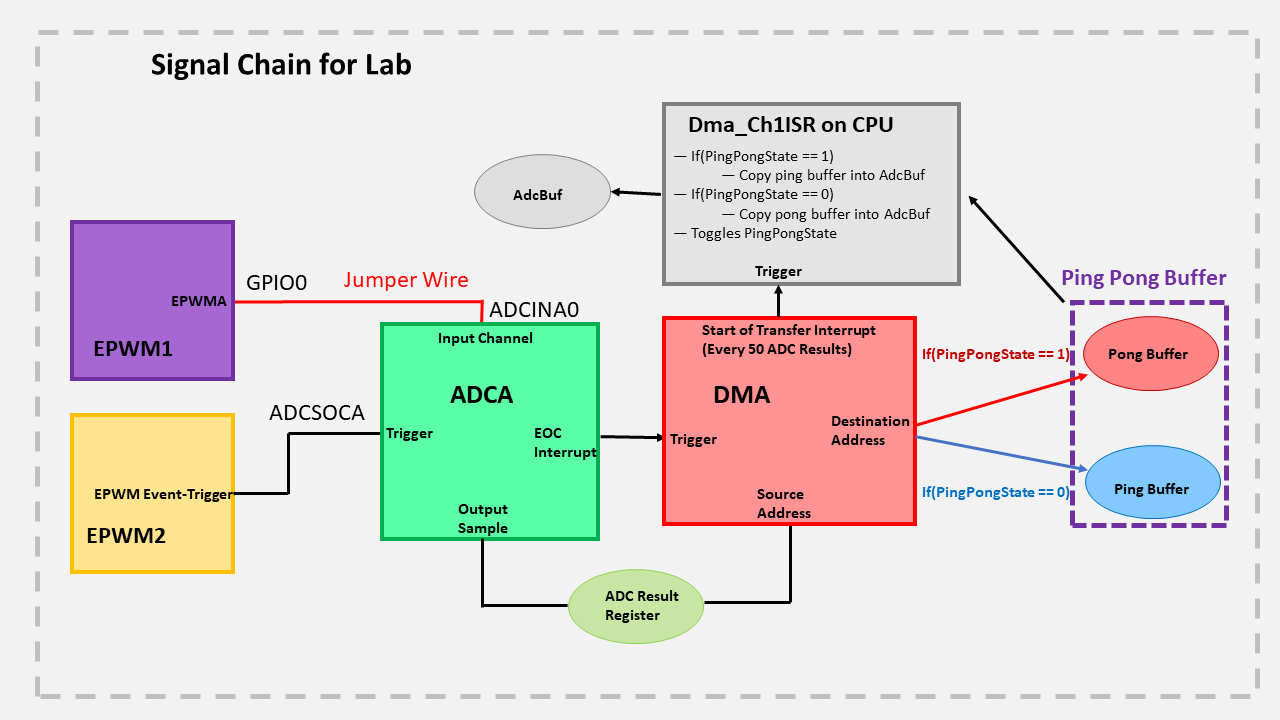 Signal Chain for Lab
Dma_Ch1ISR on CPU
— If(PingPongState == 1)
— Copy ping buffer into AdcBuf
— If(PingPongState == 0)
— Copy pong buffer into AdcBuf
— Toggles PingPongState
Trigger
AdcBuf
EPWMA
EPWM1
GPIO0
Jumper Wire
ADCINA0
Ping Pong Buffer
Input Channel
ADCA
Trigger
EOC
Interrupt
Output
Sample
Start of Transfer Interrupt
(Every 50 ADC Results)
DMA
Trigger
Destination
Address
Source
Address
If(PingPongState == 1)
Pong Buffer
If(PingPongState == 0)
Ping Buffer
ADCSOCA
EPWM Event-Trigger
EPWM2
ADC Result
Register